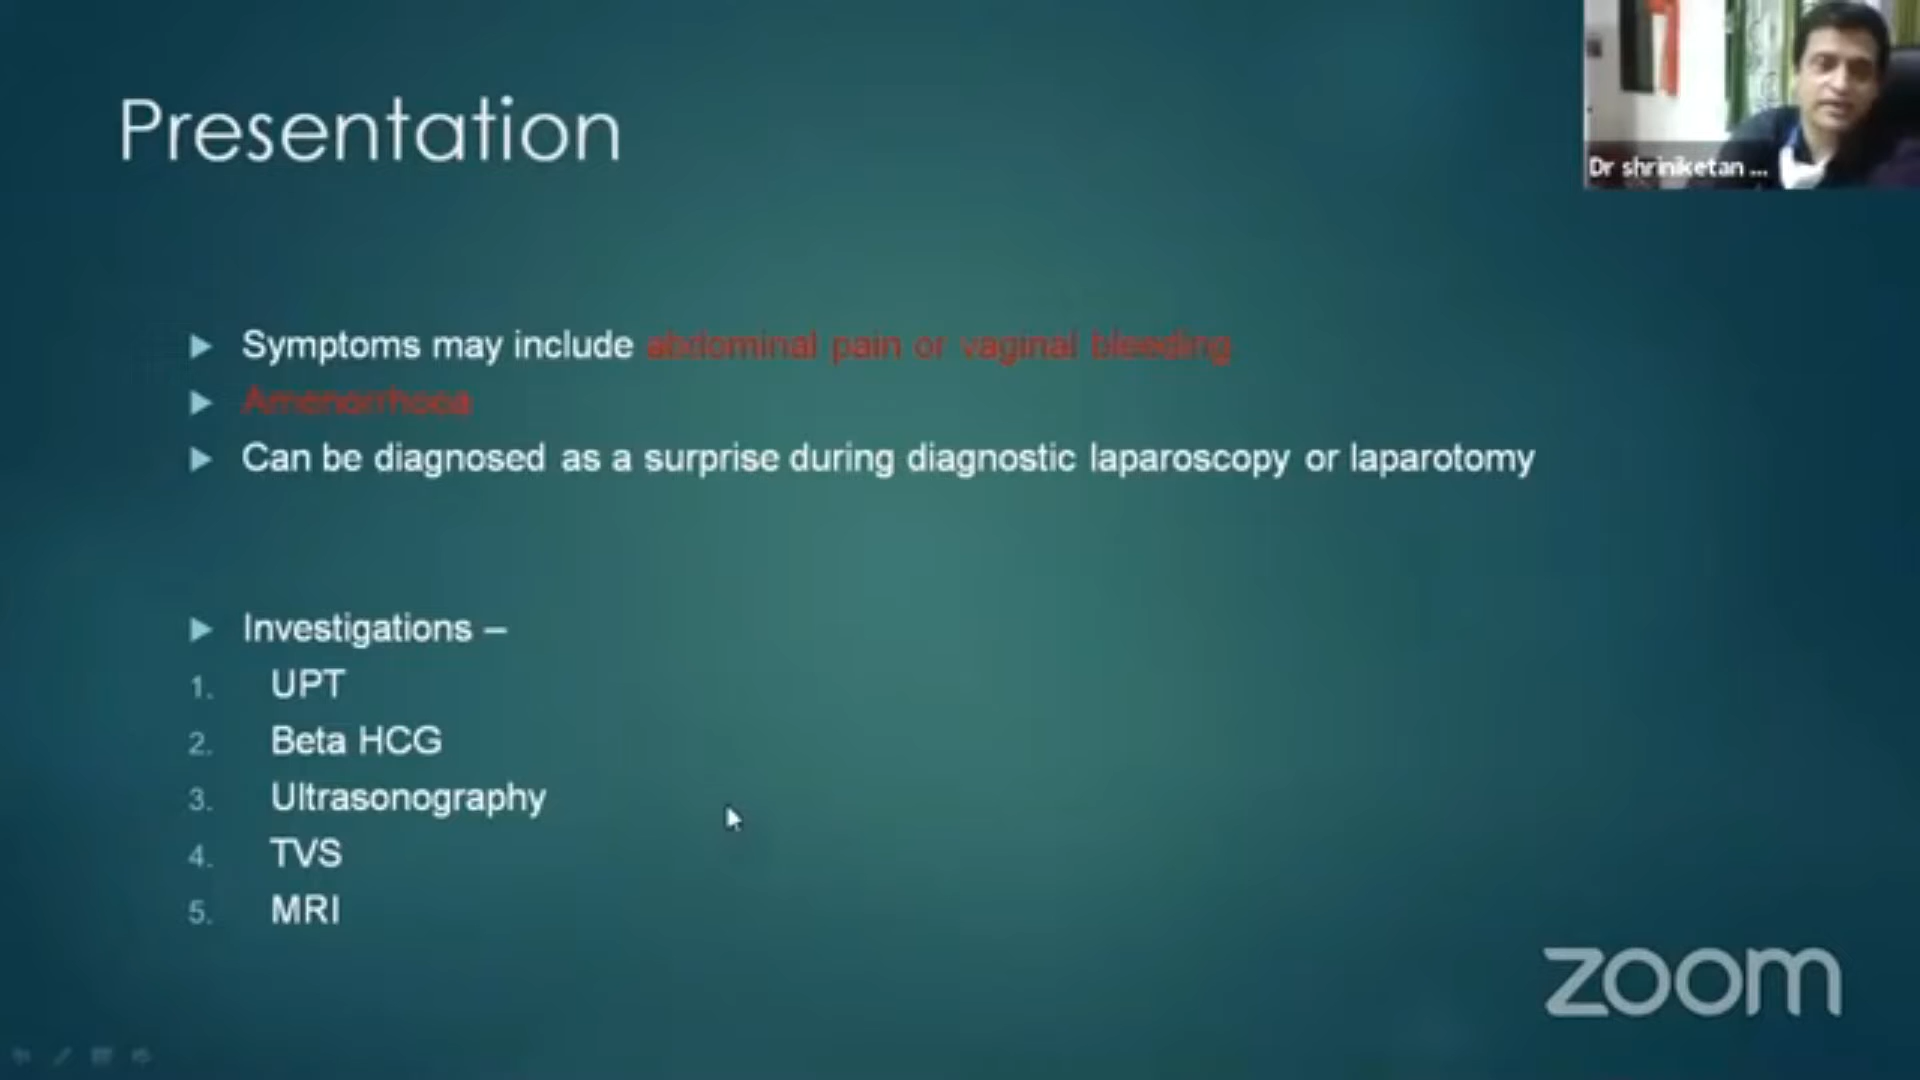 Presentation
Dr shriniketan ...
Symptoms may include abdominal pain or vaginal bleeding
Amenorrhoea
Can be diagnosed as a surprise during diagnostic laparoscopy or laparotomy
Investigations –
1. UPT
2. Beta HCG
3. Ultrasonography
4. TVS
5. MRI
zoom